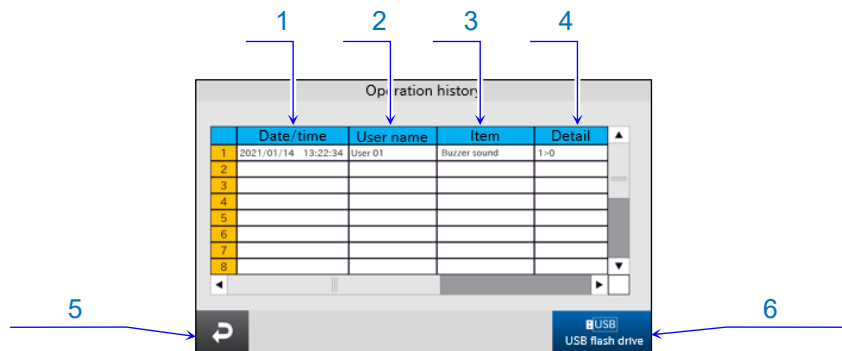 1 2 3 4
Operation history
Date/time User name Item Detail
1 2021/01/14 13:22:34 User 01 Buzzer sound 1>0
2
3
4
5
6
7
8
5 6
USB
USB flash drive